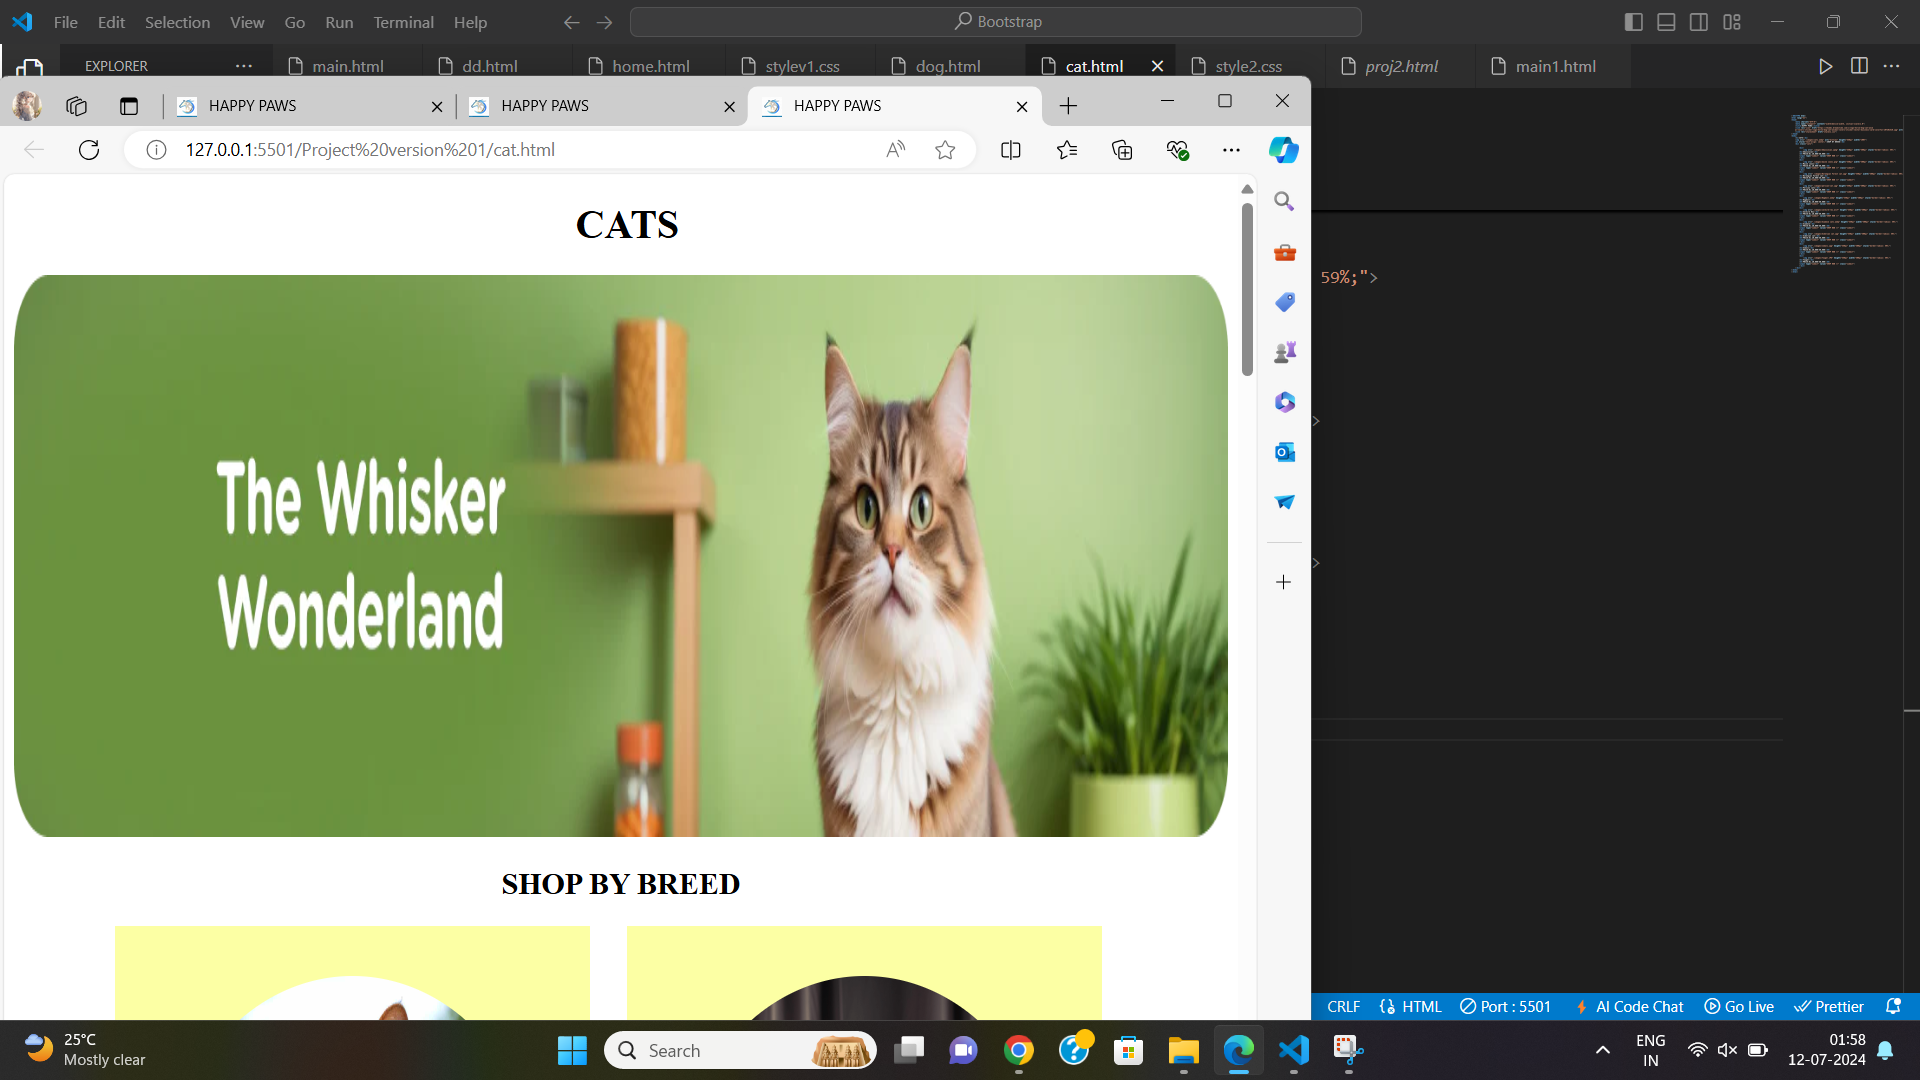 File Edit Selection View Go Run Terminal Help
Bootstrap
EXPLORER
main.html
dd.html
home.html
stylev1.css
dog.html
cat.html
style2.css
proj2.html
main1.html
HAPPY PAWS
HAPPY PAWS
HAPPY PAWS
127.0.0.1:5501/Project%20version%201/cat.html
CATS
59%;">
>
>
The Whisker
Wonderland
SHOP BY BREED
CRLF
HTML
Port : 5501
AI Code Chat
Go Live
Prettier
25°C
Mostly clear
Search
ENG
IN
01:58
12-07-2024